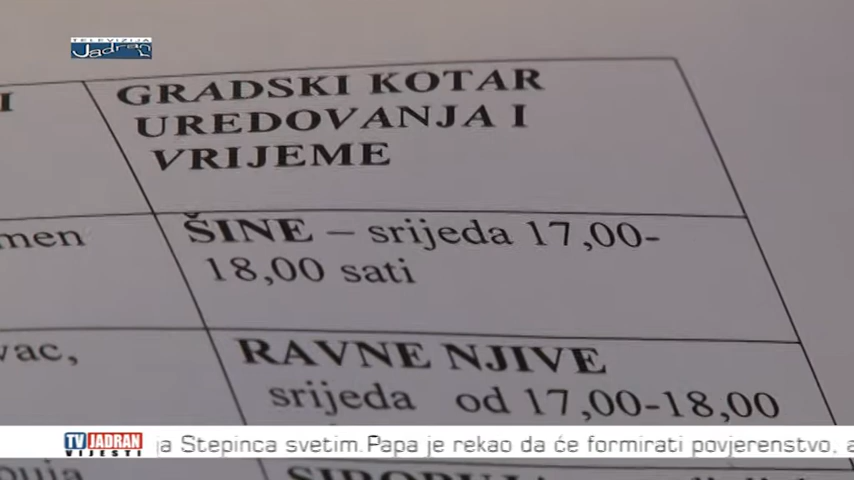 TELEVIZIJA
Jadran
I
GRADSKI KOTAR
UREDOVANJA I
VRIJEME
men
ŠINE – srijeda 17,00-
18,00 sati
vac,
RAVNE NJIVE
srijeda od 17,00-18,00
TV JADRAN
VIJESTI
ja Stepinca svetim.Papa je rekao da će formirati povjerenstvo, a